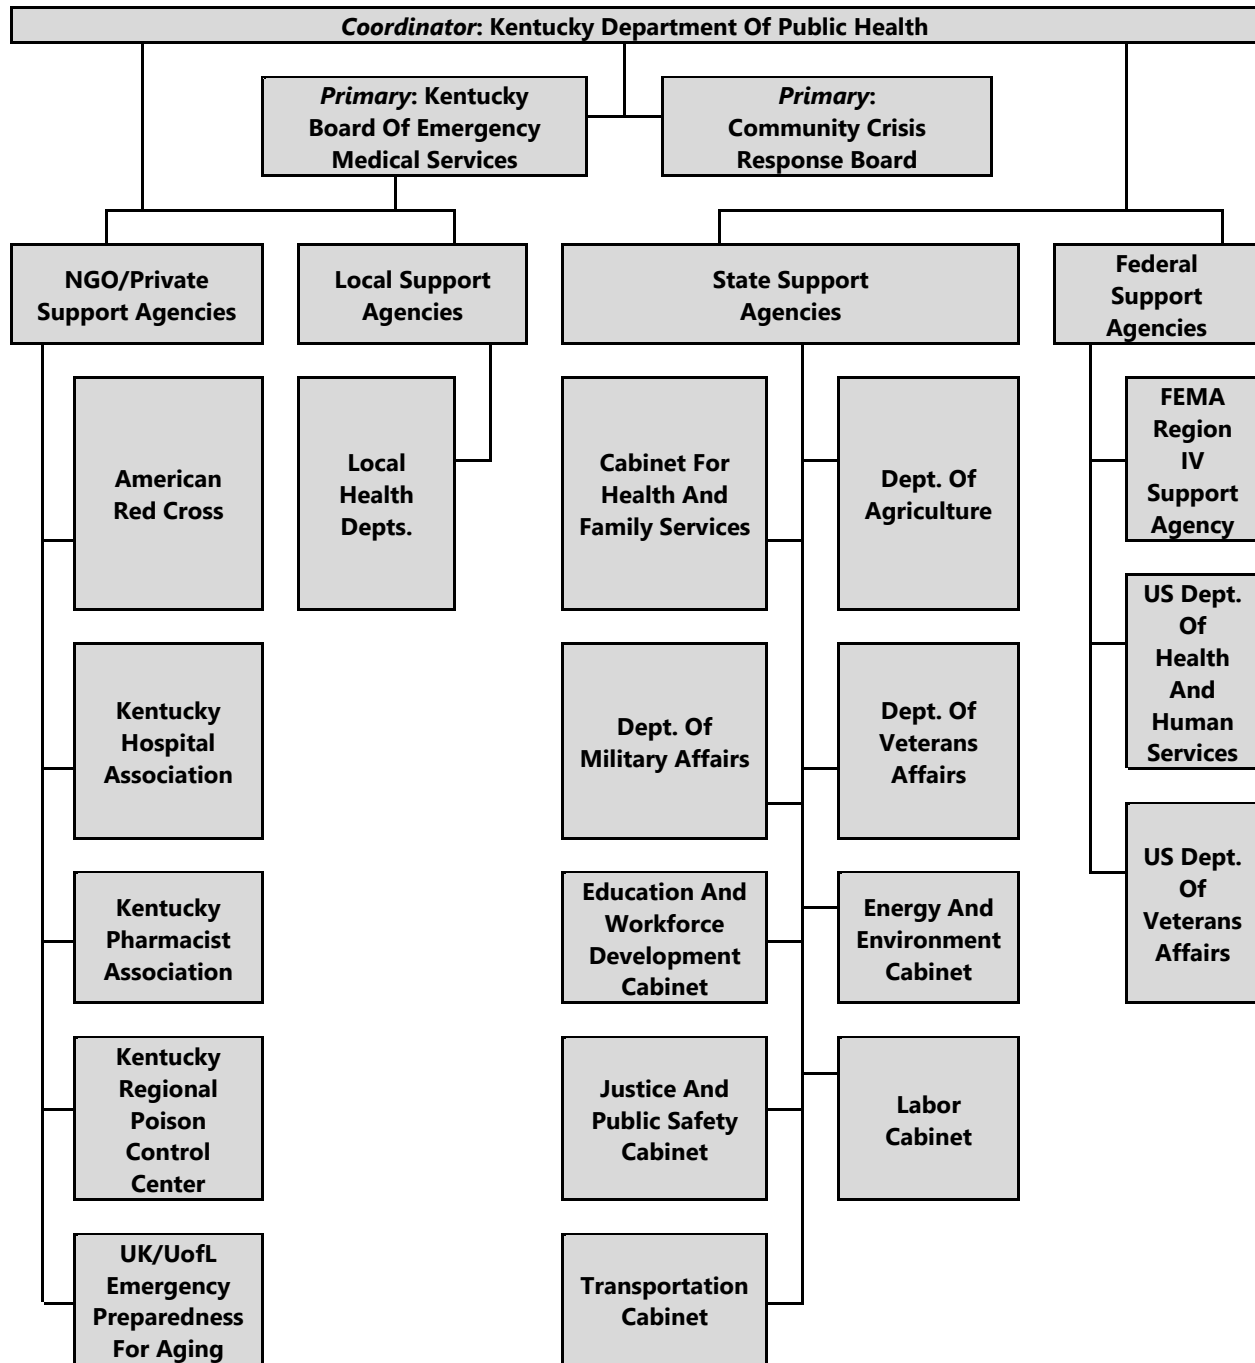 Coordinator: Kentucky Department Of Public Health
Primary: Kentucky
Board Of Emergency
Medical Services
Primary:
Community Crisis
Response Board
NGO/Private
Support Agencies
Local Support
Agencies
State Support
Agencies
Federal
Support
Agencies
American
Red Cross
Local
Health
Depts.
Cabinet For
Health And
Family Services
Dept. Of
Agriculture
FEMA
Region
IV
Support
Agency
Kentucky
Hospital
Association
Dept. Of
Military Affairs
Dept. Of
Veterans
Affairs
US Dept.
Of
Health
And
Human
Services
Kentucky
Pharmacist
Association
Education And
Workforce
Development
Cabinet
Energy And
Environment
Cabinet
US Dept.
Of
Veterans
Affairs
Kentucky
Regional
Poison
Control
Center
Justice And
Public Safety
Cabinet
Labor
Cabinet
UK/UofL
Emergency
Preparedness
For Aging
Transportation
Cabinet